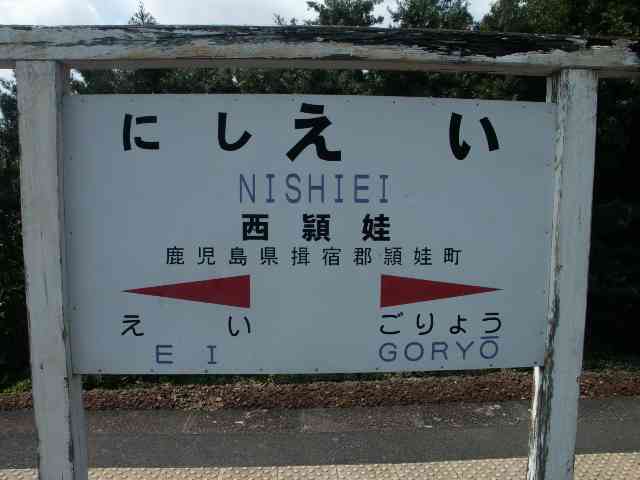 にしえい
NISHIEI
西頴娃
鹿児島県揖宿郡頴娃町
えい ごりょう
EI GORYŌ